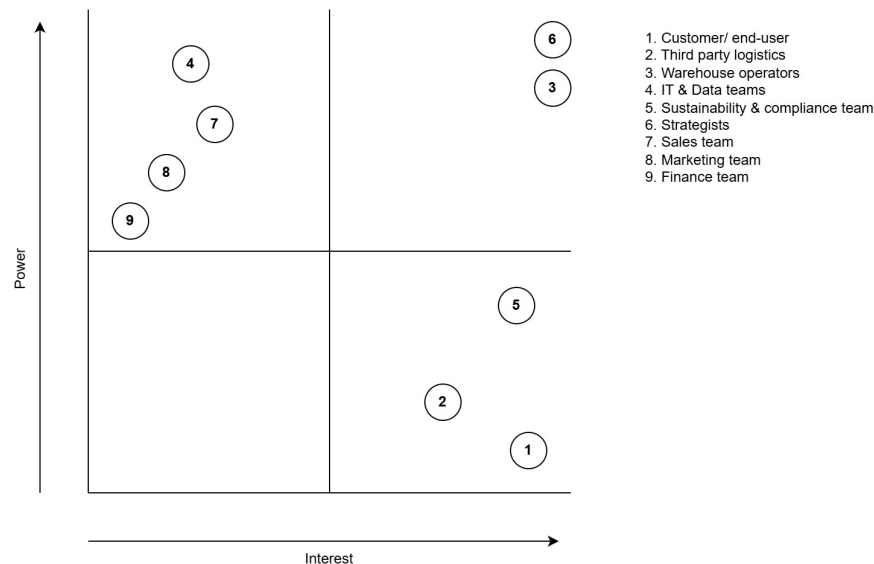 6
4
3
7
8
9
5
2
1
Power
Interest
1. Customer/ end-user
2. Third party logistics
3. Warehouse operators
4. IT & Data teams
5. Sustainability & compliance team
6. Strategists
7. Sales team
8. Marketing team
9. Finance team